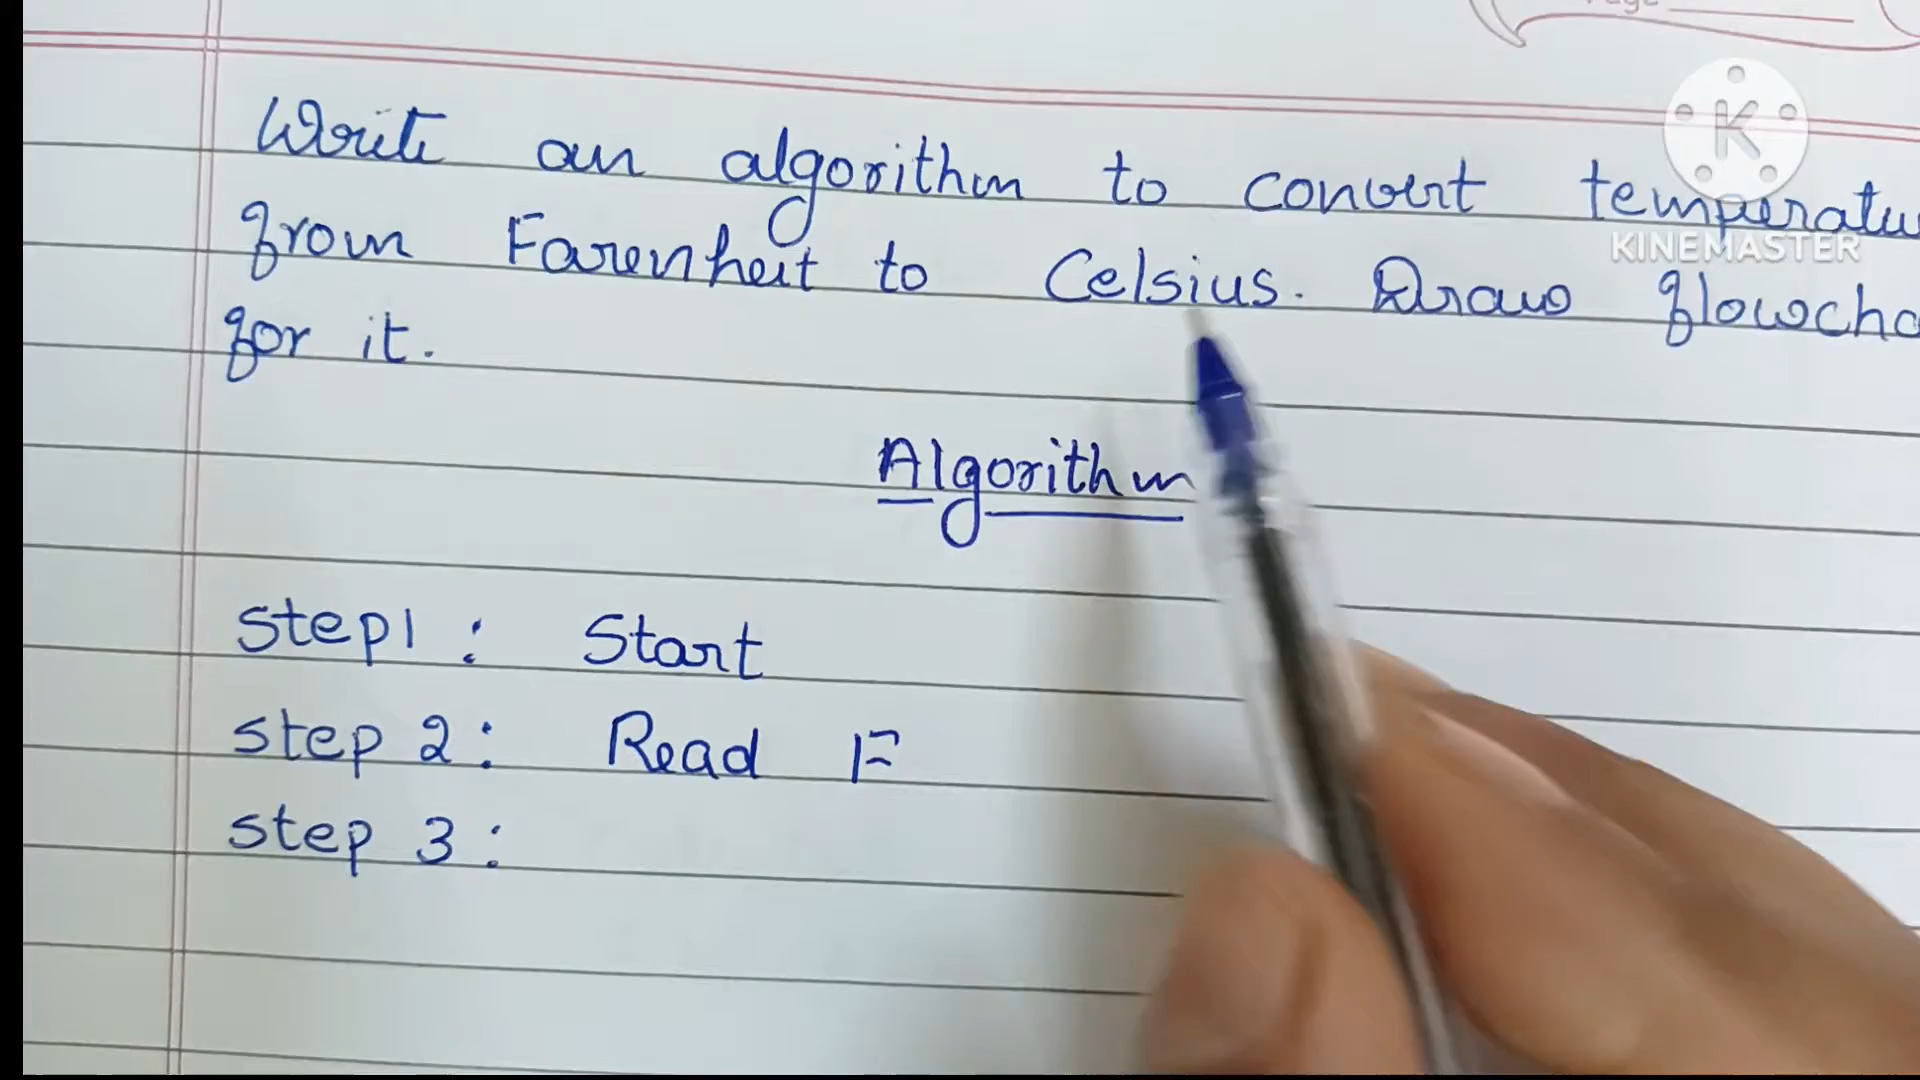 Page
Write an algorithm to convert temperatu
from Farenheit to Celsius. Draw flowcha
for it.
Algorithm
Step1 : Start
Step 2 : Read F
Step 3 :
K
KINEMASTER